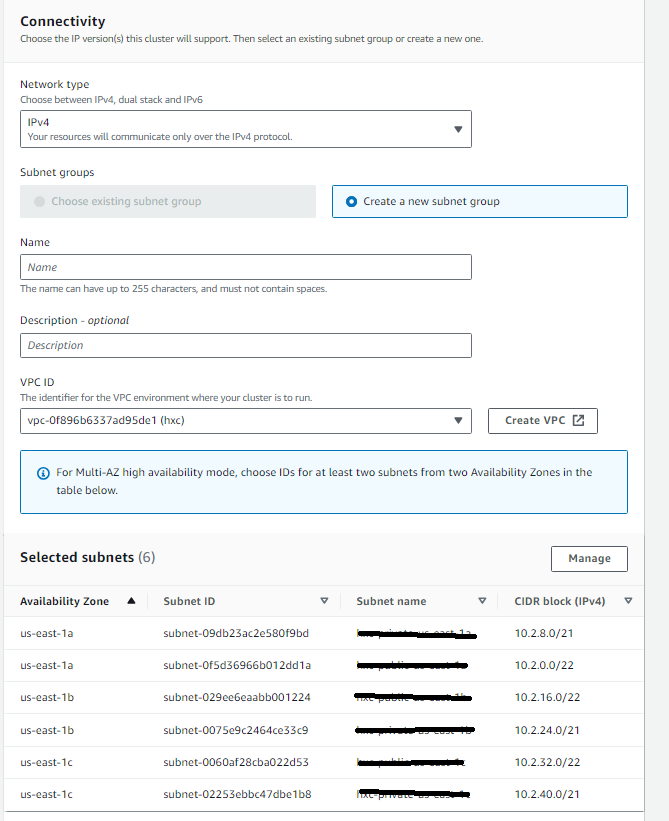 Connectivity
Choose the IP version(s) this cluster will support. Then select an existing subnet group or create a new one.
Network type
Choose between IPv4, dual stack and IPv6
IPv4
Your resources will communicate only over the IPv4 protocol.
Subnet groups
Choose existing subnet group
Create a new subnet group
Name
Name
The name can have up to 255 characters, and must not contain spaces.
Description - optional
Description
VPC ID
The identifier for the VPC environment where your cluster is to run.
vpc-0f896b6337ad95de1 (hxc)
Create VPC
For Multi-AZ high availability mode, choose IDs for at least two subnets from two Availability Zones in the
table below.
Selected subnets (6)
Manage
Availability Zone Subnet ID Subnet name CIDR block (IPv4)
us-east-1a subnet-09db23ac2e580f9bd 10.2.8.0/21
us-east-1a subnet-0f5d36966b012dd1a 10.2.0.0/22
us-east-1b subnet-029ee6eaabb001224 10.2.16.0/22
us-east-1b subnet-0075e9c2464ce33c9 10.2.24.0/21
us-east-1c subnet-0060af28cba022d53 10.2.32.0/22
us-east-1c subnet-02253ebbc47dbe1b8 10.2.40.0/21